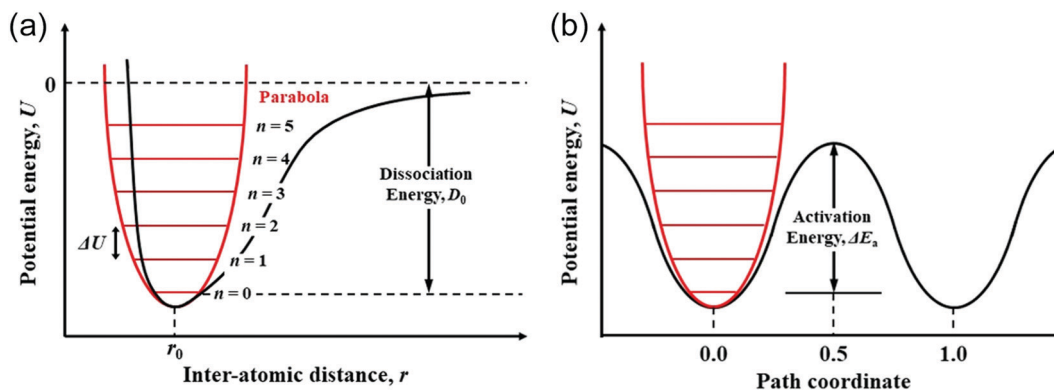 (a)
Potential energy, U
0
Parabola
n = 5
n = 4
n = 3
n = 2
n = 1
n = 0
ΔU
Dissociation
Energy, D₀
r₀
Inter-atomic distance, r
(b)
Potential energy, U
Activation
Energy, ΔEₐ
0.0
0.5
1.0
Path coordinate